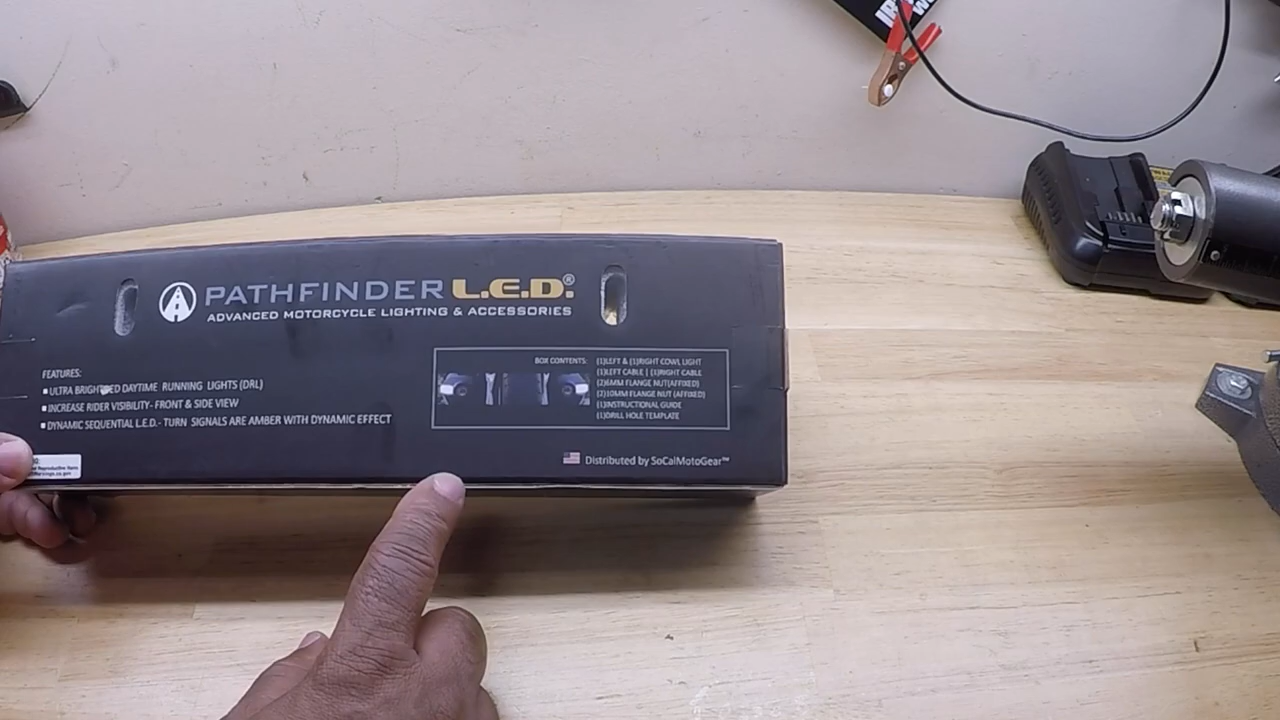 PATHFINDER L.E.D.®
ADVANCED MOTORCYCLE LIGHTING & ACCESSORIES
FEATURES:
▪ULTRA BRIGHT DAYTIME RUNNING LIGHTS (DRL)
▪INCREASE RIDER VISIBILITY- FRONT & SIDE VIEW
▪DYNAMIC SEQUENTIAL L.E.D.- TURN SIGNALS ARE AMBER WITH DYNAMIC EFFECT
BOX CONTENTS:
(1)LEFT & (1)RIGHT COWL LIGHT
(1)LEFT CABLE | (1)RIGHT CABLE
(2)6MM FLANGE NUT(AFFIXED)
(2)10MM FLANGE NUT (AFFIXED)
(1)INSTRUCTIONAL GUIDE
(1)DRILL HOLE TEMPLATE
Distributed by SoCalMotoGear™